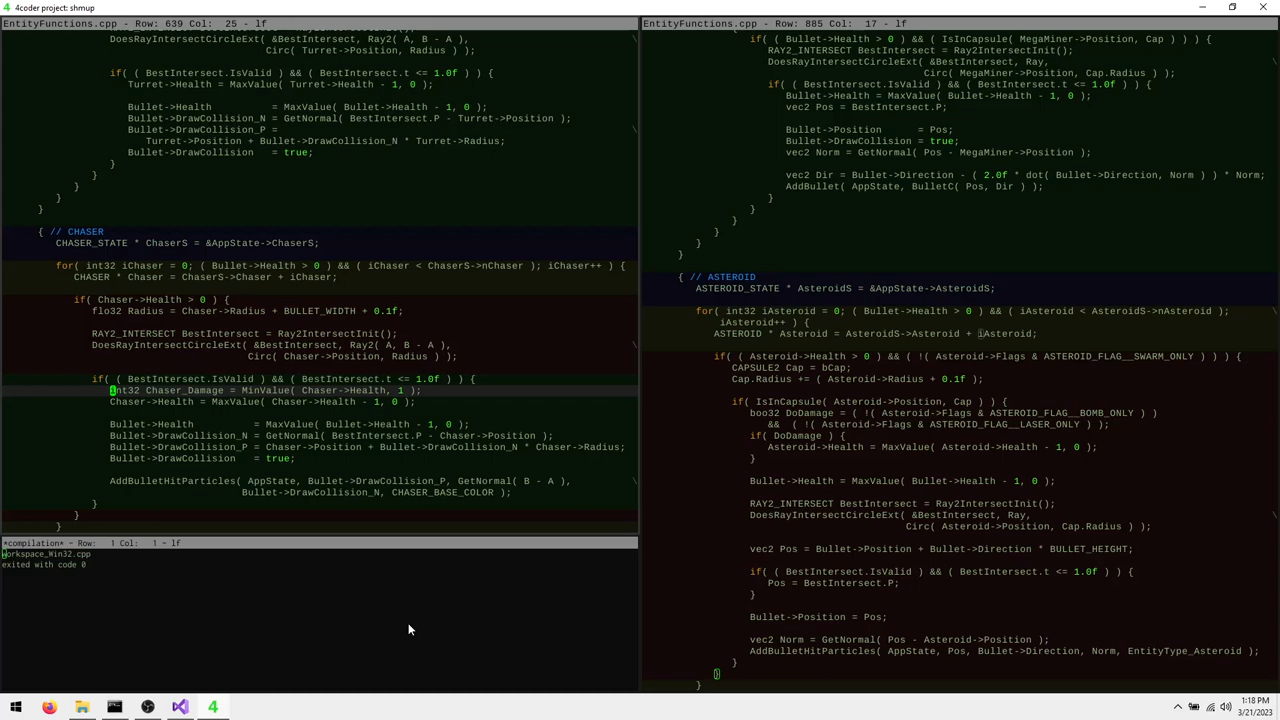 4coder project: shmup
EntityFunctions.cpp - Row: 639 Col: 25 - lf
DoesRayIntersectCircleExt( &BestIntersect, Ray2( A, B - A ), \
Circ( Turret->Position, Radius ) );
if( ( BestIntersect.IsValid ) && ( BestIntersect.t <= 1.0f ) ) {
Turret->Health = MaxValue( Turret->Health - 1, 0 );
Bullet->Health = MaxValue( Bullet->Health - 1, 0 );
Bullet->DrawCollision_N = GetNormal( BestIntersect.P - Turret->Position );
Bullet->DrawCollision_P = \
Turret->Position + Bullet->DrawCollision_N * Turret->Radius;
Bullet->DrawCollision = true;
}
}
}
}
{ // CHASER
CHASER_STATE * ChaserS = &AppState->ChaserS;
for( int32 iChaser = 0; ( Bullet->Health > 0 ) && ( iChaser < ChaserS->nChaser ); iChaser++ ) {
CHASER * Chaser = ChaserS->Chaser + iChaser;
if( Chaser->Health > 0 ) {
flo32 Radius = Chaser->Radius + BULLET_WIDTH + 0.1f;
RAY2_INTERSECT BestIntersect = Ray2IntersectInit();
DoesRayIntersectCircleExt( &BestIntersect, Ray2( A, B - A ), \
Circ( Chaser->Position, Radius ) );
if( ( BestIntersect.IsValid ) && ( BestIntersect.t <= 1.0f ) ) {
int32 Chaser_Damage = MinValue( Chaser->Health, 1 );
Chaser->Health = MaxValue( Chaser->Health - 1, 0 );
Bullet->Health = MaxValue( Bullet->Health - 1, 0 );
Bullet->DrawCollision_N = GetNormal( BestIntersect.P - Chaser->Position );
Bullet->DrawCollision_P = Chaser->Position + Bullet->DrawCollision_N * Chaser->Radius;
Bullet->DrawCollision = true;
AddBulletHitParticles( AppState, Bullet->DrawCollision_P, GetNormal( B - A ), \
Bullet->DrawCollision_N, CHASER_BASE_COLOR );
}
}
}
*compilation* - Row: 1 Col: 1 - lf
workspace_Win32.cpp
exited with code 0
EntityFunctions.cpp - Row: 885 Col: 17 - lf
{
if( ( Bullet->Health > 0 ) && ( IsInCapsule( MegaMiner->Position, Cap ) ) ) {
RAY2_INTERSECT BestIntersect = Ray2IntersectInit();
DoesRayIntersectCircleExt( &BestIntersect, Ray, \
Circ( MegaMiner->Position, Cap.Radius ) );
if( ( BestIntersect.IsValid ) && ( BestIntersect.t <= 1.0f ) ) {
Bullet->Health = MaxValue( Bullet->Health - 1, 0 );
vec2 Pos = BestIntersect.P;
Bullet->Position = Pos;
Bullet->DrawCollision = true;
vec2 Norm = GetNormal( Pos - MegaMiner->Position );
vec2 Dir = Bullet->Direction - ( 2.0f * dot( Bullet->Direction, Norm ) ) * Norm;
AddBullet( AppState, BulletC( Pos, Dir ) );
}
}
}
}
}
}
{ // ASTEROID
ASTEROID_STATE * AsteroidS = &AppState->AsteroidS;
for( int32 iAsteroid = 0; ( Bullet->Health > 0 ) && ( iAsteroid < AsteroidS->nAsteroid );
iAsteroid++ ) {
ASTEROID * Asteroid = AsteroidS->Asteroid + iAsteroid;
if( ( Asteroid->Health > 0 ) && ( !( Asteroid->Flags & ASTEROID_FLAG__SWARM_ONLY ) ) ) {
CAPSULE2 Cap = bCap;
Cap.Radius += ( Asteroid->Radius + 0.1f );
if( IsInCapsule( Asteroid->Position, Cap ) ) {
boo32 DoDamage = ( !( Asteroid->Flags & ASTEROID_FLAG__BOMB_ONLY ) )
&& ( !( Asteroid->Flags & ASTEROID_FLAG__LASER_ONLY ) );
if( DoDamage ) {
Asteroid->Health = MaxValue( Asteroid->Health - 1, 0 );
}
Bullet->Health = MaxValue( Bullet->Health - 1, 0 );
RAY2_INTERSECT BestIntersect = Ray2IntersectInit();
DoesRayIntersectCircleExt( &BestIntersect, Ray, \
Circ( Asteroid->Position, Cap.Radius ) );
vec2 Pos = Bullet->Position + Bullet->Direction * BULLET_HEIGHT;
if( ( BestIntersect.IsValid ) && ( BestIntersect.t <= 1.0f ) ) {
Pos = BestIntersect.P;
}
Bullet->Position = Pos;
vec2 Norm = GetNormal( Pos - Asteroid->Position );
AddBulletHitParticles( AppState, Pos, Bullet->Direction, Norm, EntityType_Asteroid );
}
}
}
1:18 PM
3/21/2023